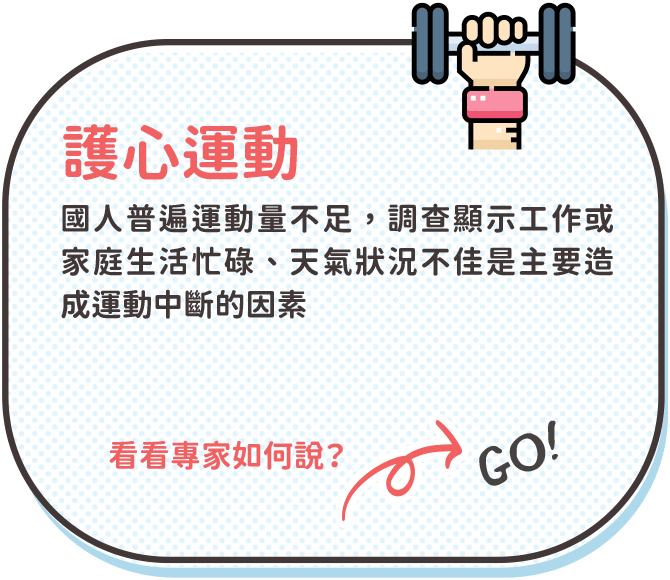 護心運動
國人普遍運動量不足，調查顯示工作或
家庭生活忙碌、天氣狀況不佳是主要造
成運動中斷的因素
看看專家如何說？
GO!